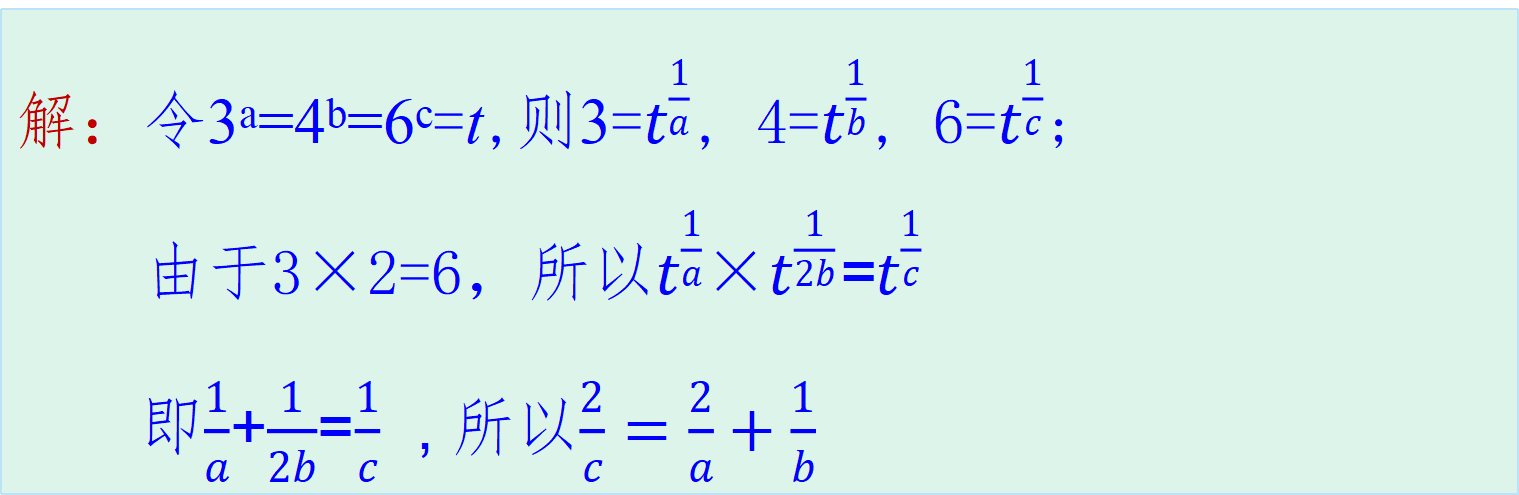 解：令3ᵃ=4ᵇ=6ᶜ=t,则3=t^(1/a)，4=t^(1/b)，6=t^(1/c)；
由于3×2=6，所以t^(1/a)×t^(1/2b)=t^(1/c)
即1/a+1/2b=1/c ,所以2/c = 2/a + 1/b